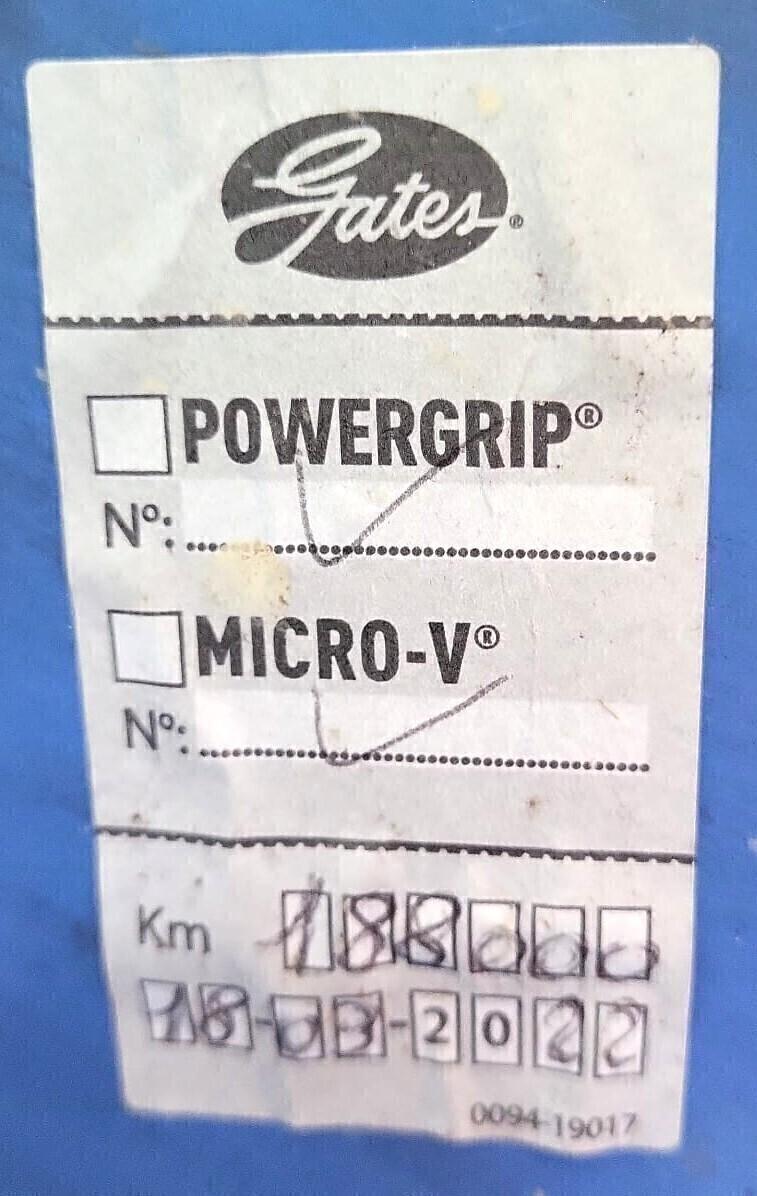 Gates®
POWERGRIP®
Nº:
MICRO-V®
Nº:
Km 188000
18-03-2022
0094-19017